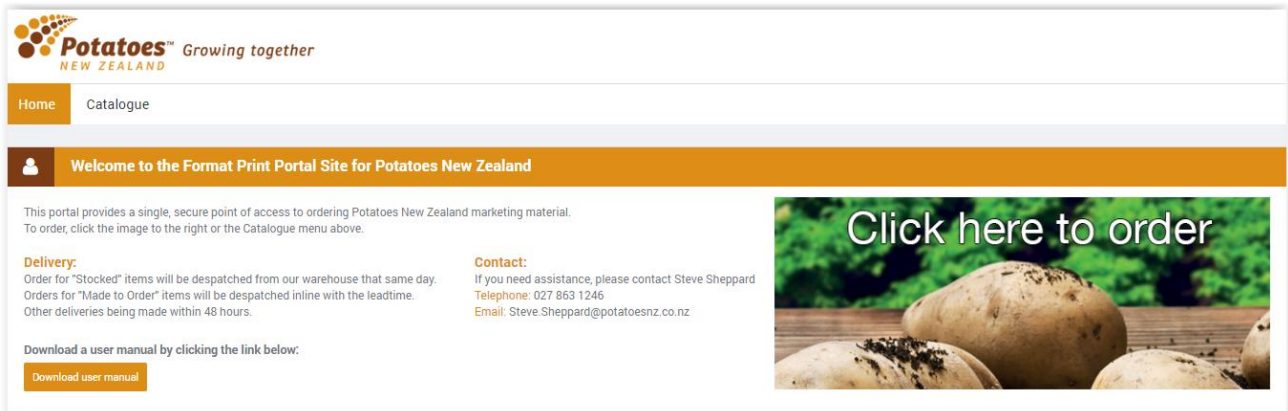 Potatoes™ Growing together
NEW ZEALAND
Home Catalogue
Welcome to the Format Print Portal Site for Potatoes New Zealand
This portal provides a single, secure point of access to ordering Potatoes New Zealand marketing material.
To order, click the image to the right or the Catalogue menu above.
Delivery:
Order for "Stocked" items will be despatched from our warehouse that same day.
Orders for "Made to Order" items will be despatched inline with the leadtime.
Other deliveries being made within 48 hours.
Contact:
If you need assistance, please contact Steve Sheppard
Telephone: 027 863 1246
Email: Steve.Sheppard@potatoesnz.co.nz
Download a user manual by clicking the link below:
Download user manual
Click here to order